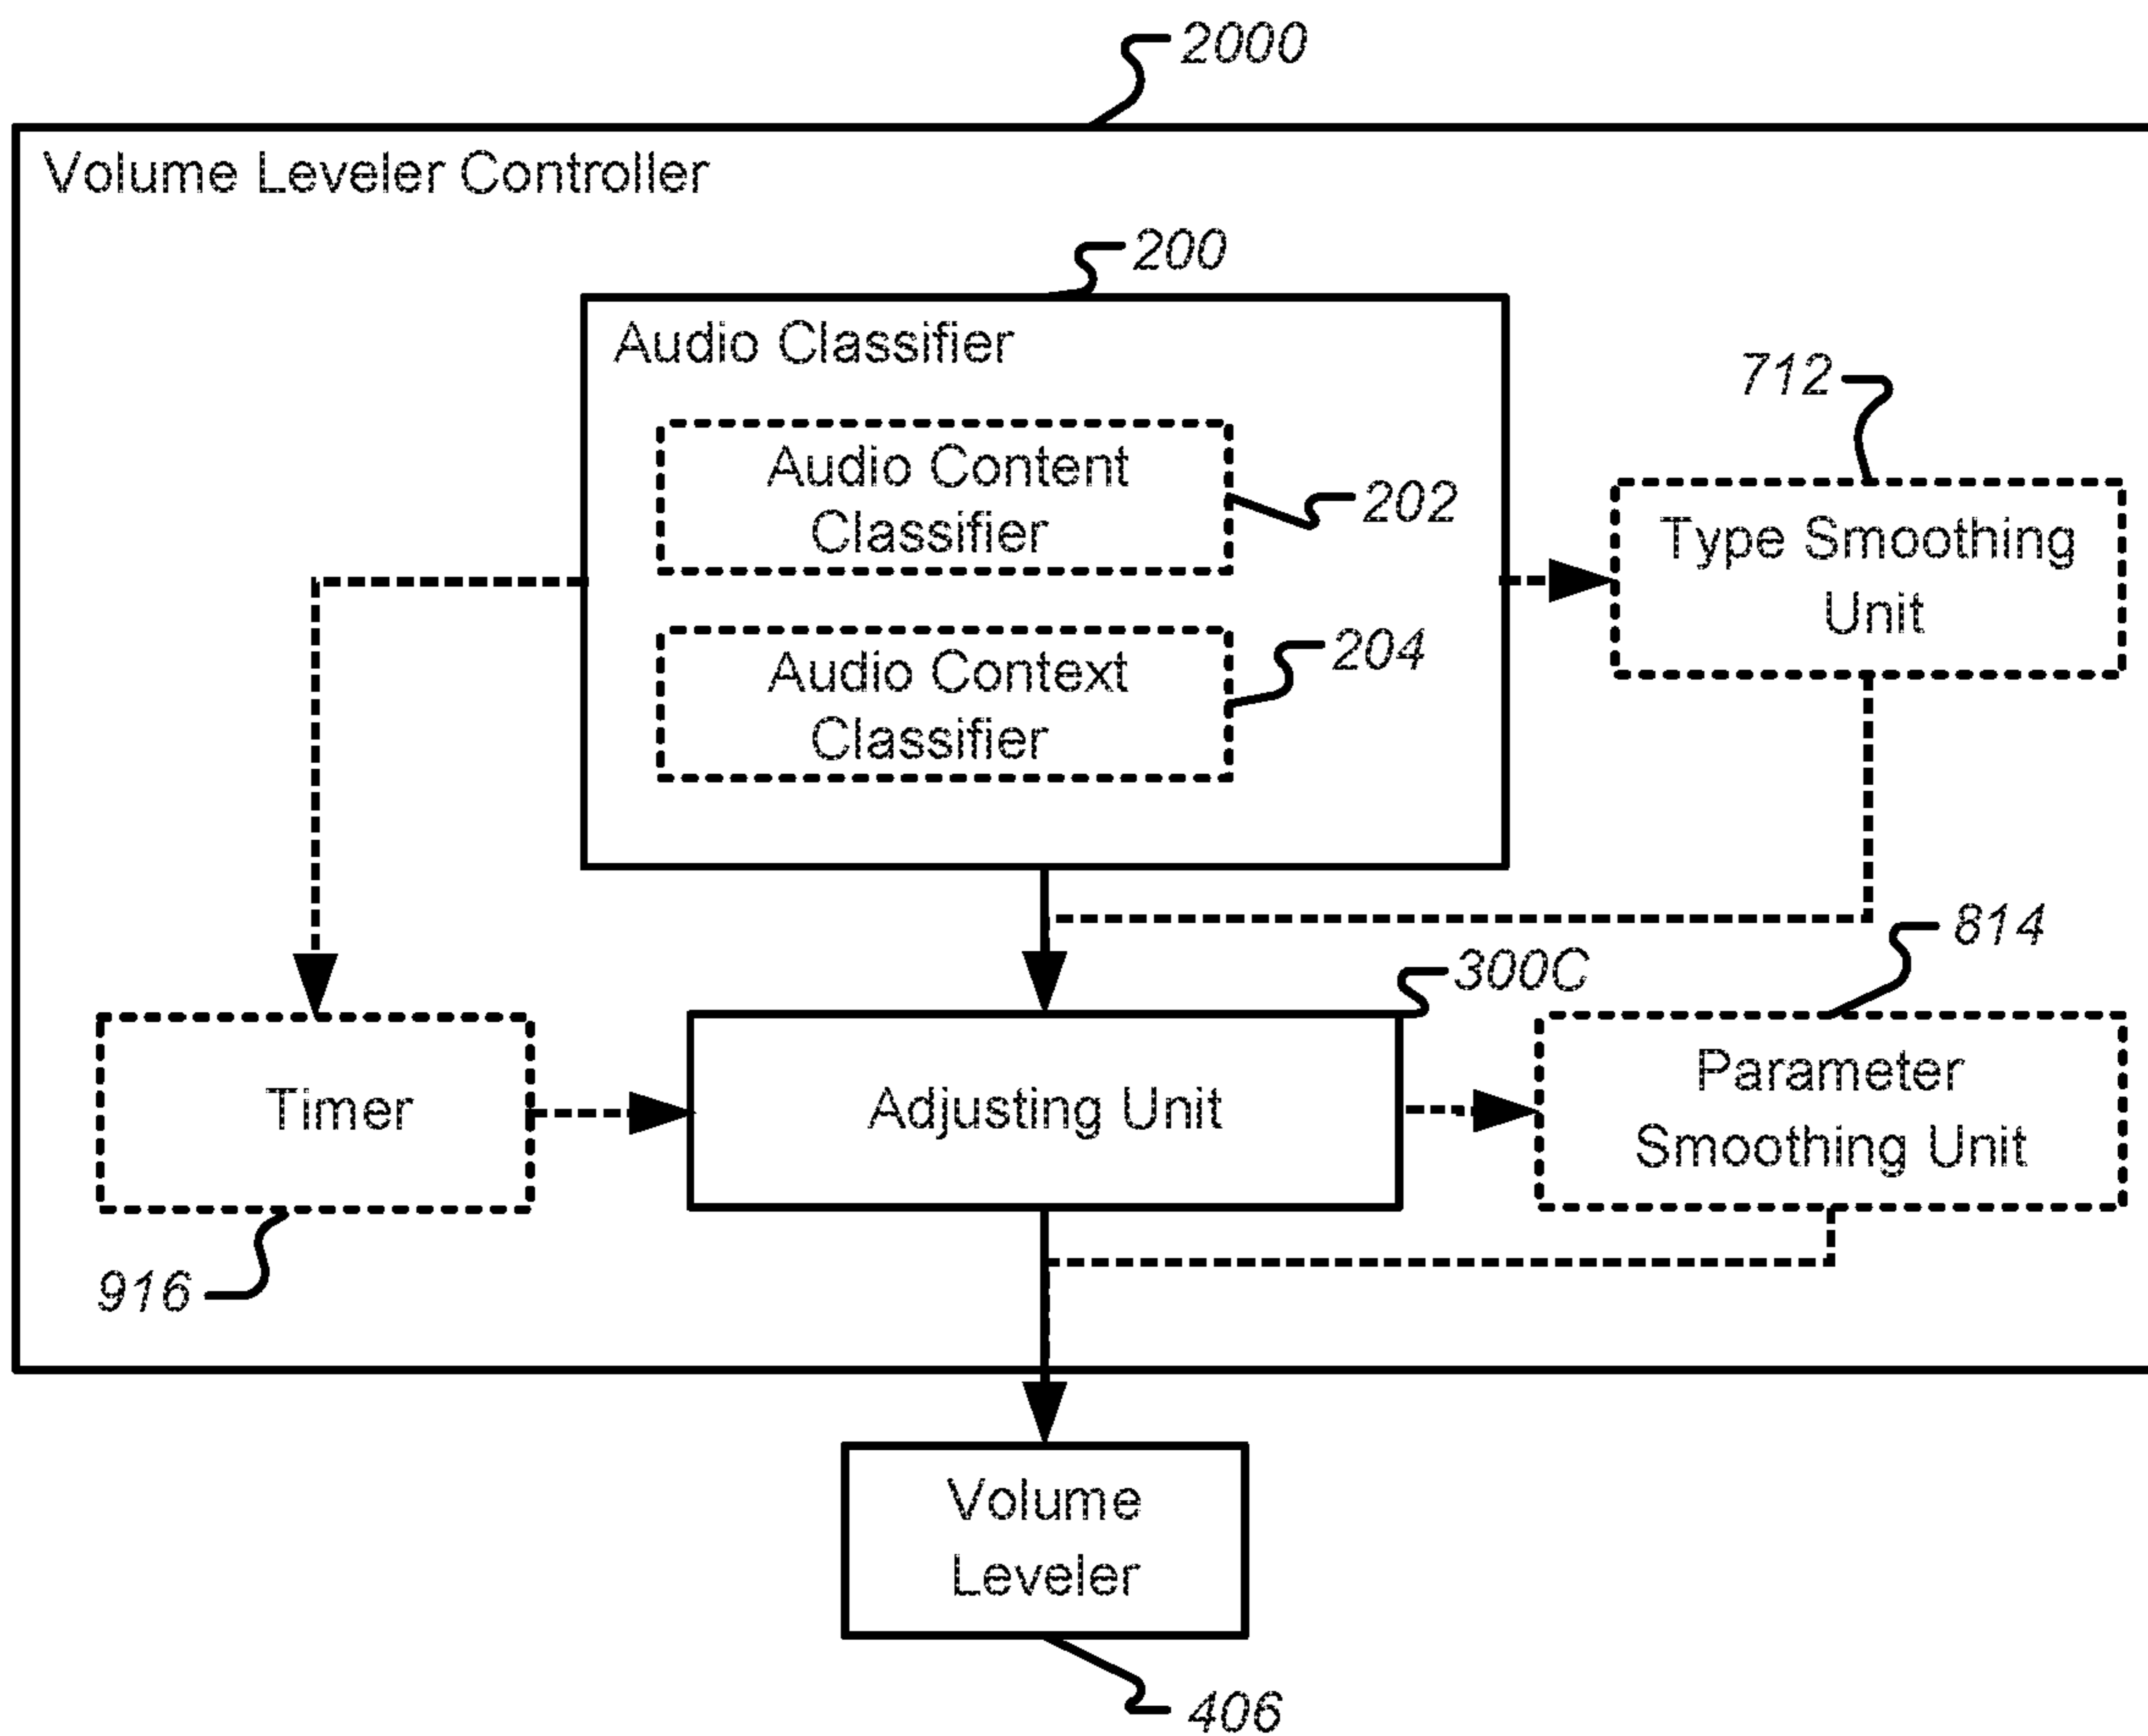 2000
Volume Leveler Controller
200
Audio Classifier
712
Audio Content
Classifier
202
Type Smoothing
Unit
204
Audio Context
Classifier
814
300C
Timer
Adjusting Unit
Parameter
Smoothing Unit
916
Volume
Leveler
406